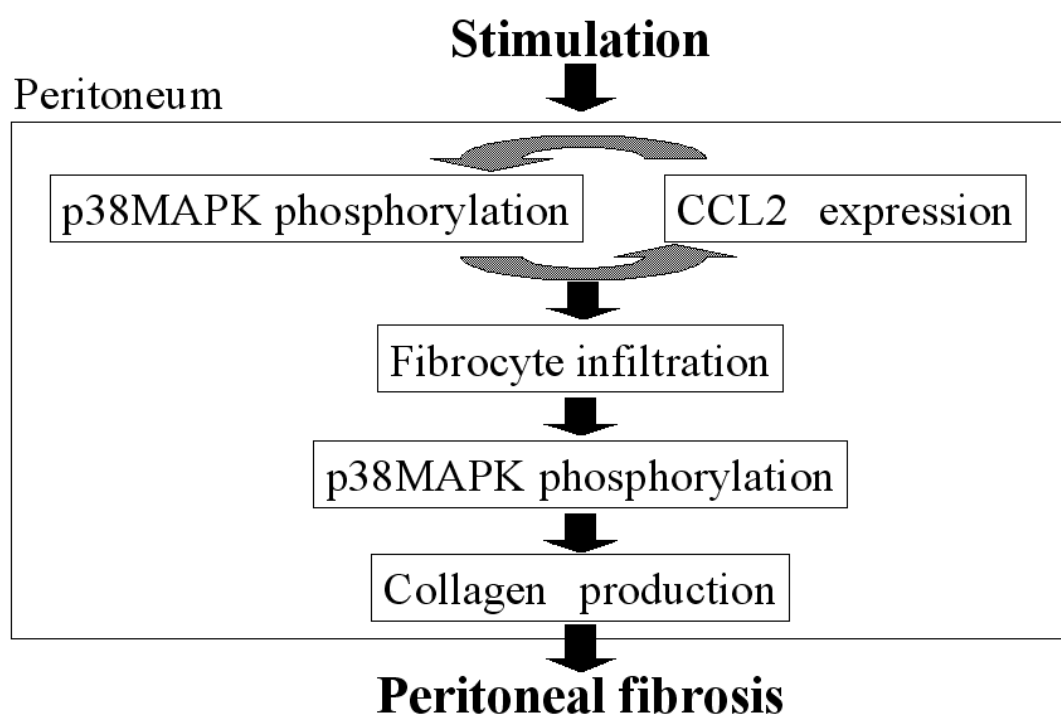 Stimulation
Peritoneum
p38MAPK phosphorylation
CCL2 expression
Fibrocyte infiltration
p38MAPK phosphorylation
Collagen production
Peritoneal fibrosis